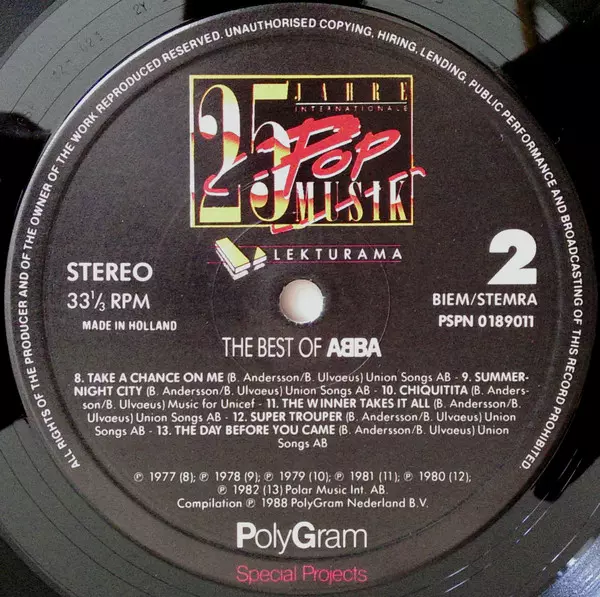 ALL RIGHTS OF THE PRODUCER AND OF THE OWNER OF THE WORK REPRODUCED RESERVED. UNAUTHORISED COPYING, HIRING, LENDING, PUBLIC PERFORMANCE AND BROADCASTING OF THIS RECORD PROHIBITED.
25 JAHRE
INTERNATIONALE
POP
MUSIK
LEKTURAMA
STEREO
33⅓ RPM
MADE IN HOLLAND
2
BIEM/STEMRA
PSPN 0189011
THE BEST OF ABBA
8. TAKE A CHANCE ON ME (B. Andersson/B. Ulvaeus) Union Songs AB - 9. SUMMER-
NIGHT CITY (B. Andersson/B. Ulvaeus) Union Songs AB - 10. CHIQUITITA (B. Anders-
son/B. Ulvaeus) Music for Unicef - 11. THE WINNER TAKES IT ALL (B. Andersson/B.
Ulvaeus) Union Songs AB - 12. SUPER TROUPER (B. Andersson/B. Ulvaeus) Union
Songs AB - 13. THE DAY BEFORE YOU CAME (B. Andersson/B. Ulvaeus) Union
Songs AB
℗ 1977 (8); ℗ 1978 (9); ℗ 1979 (10); ℗ 1981 (11); ℗ 1980 (12);
℗ 1982 (13) Polar Music Int. AB.
Compilation ℗ 1988 PolyGram Nederland B.V.
PolyGram
Special Projects